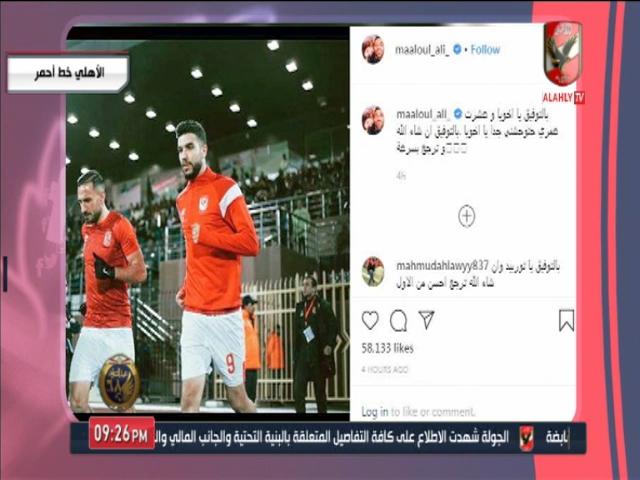 الأهلي خط أحمر
maaloul_ali_ • Follow
ALAHLY TV
maaloul_ali_ بالتوفيق يا اخويا و عشرت
عمري حتوحشني جدا يا اخويا .بالتوفيق ان شاء الله
و ترجع بسرعة
4h
mahmudahlawyy837 بالتوفيق يا دوربيد وان
شاء الله ترجع احسن من الاول
58.133 likes
4 HOURS AGO
Log in to like or comment.
9
09:26 PM
الجولة شهدت الاطلاع على كافة التفاصيل المتعلقة بالبنية التحتية والجانب المالي وال
ابضة